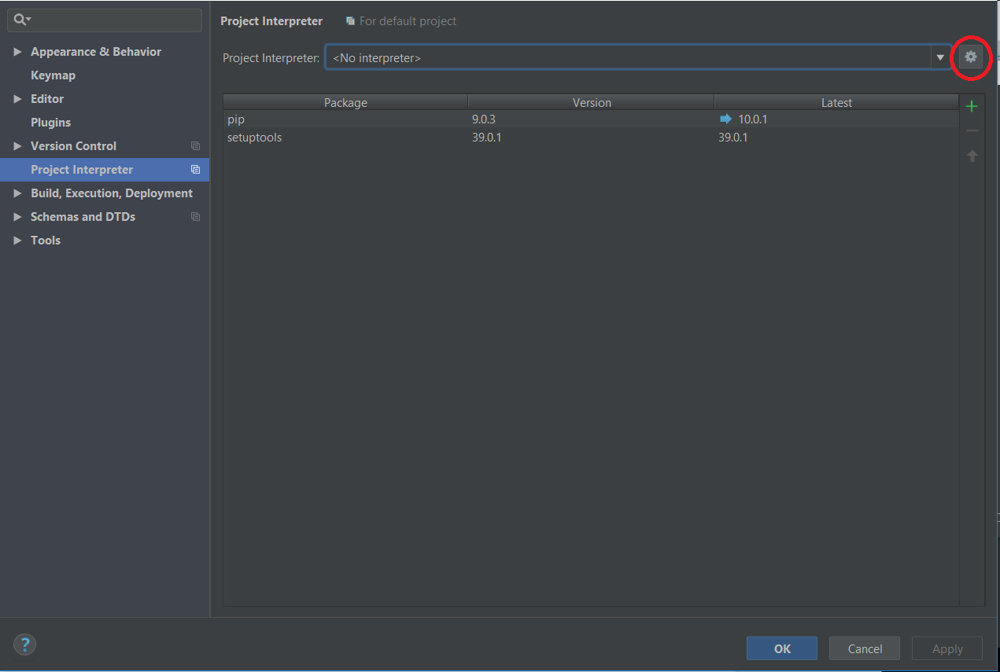 Project Interpreter For default project
Appearance & Behavior
Keymap
Editor
Plugins
Version Control
Project Interpreter
Build, Execution, Deployment
Schemas and DTDs
Tools
Project Interpreter: <No interpreter>
Package Version Latest
pip 9.0.3 10.0.1
setuptools 39.0.1 39.0.1
?
OK Cancel Apply